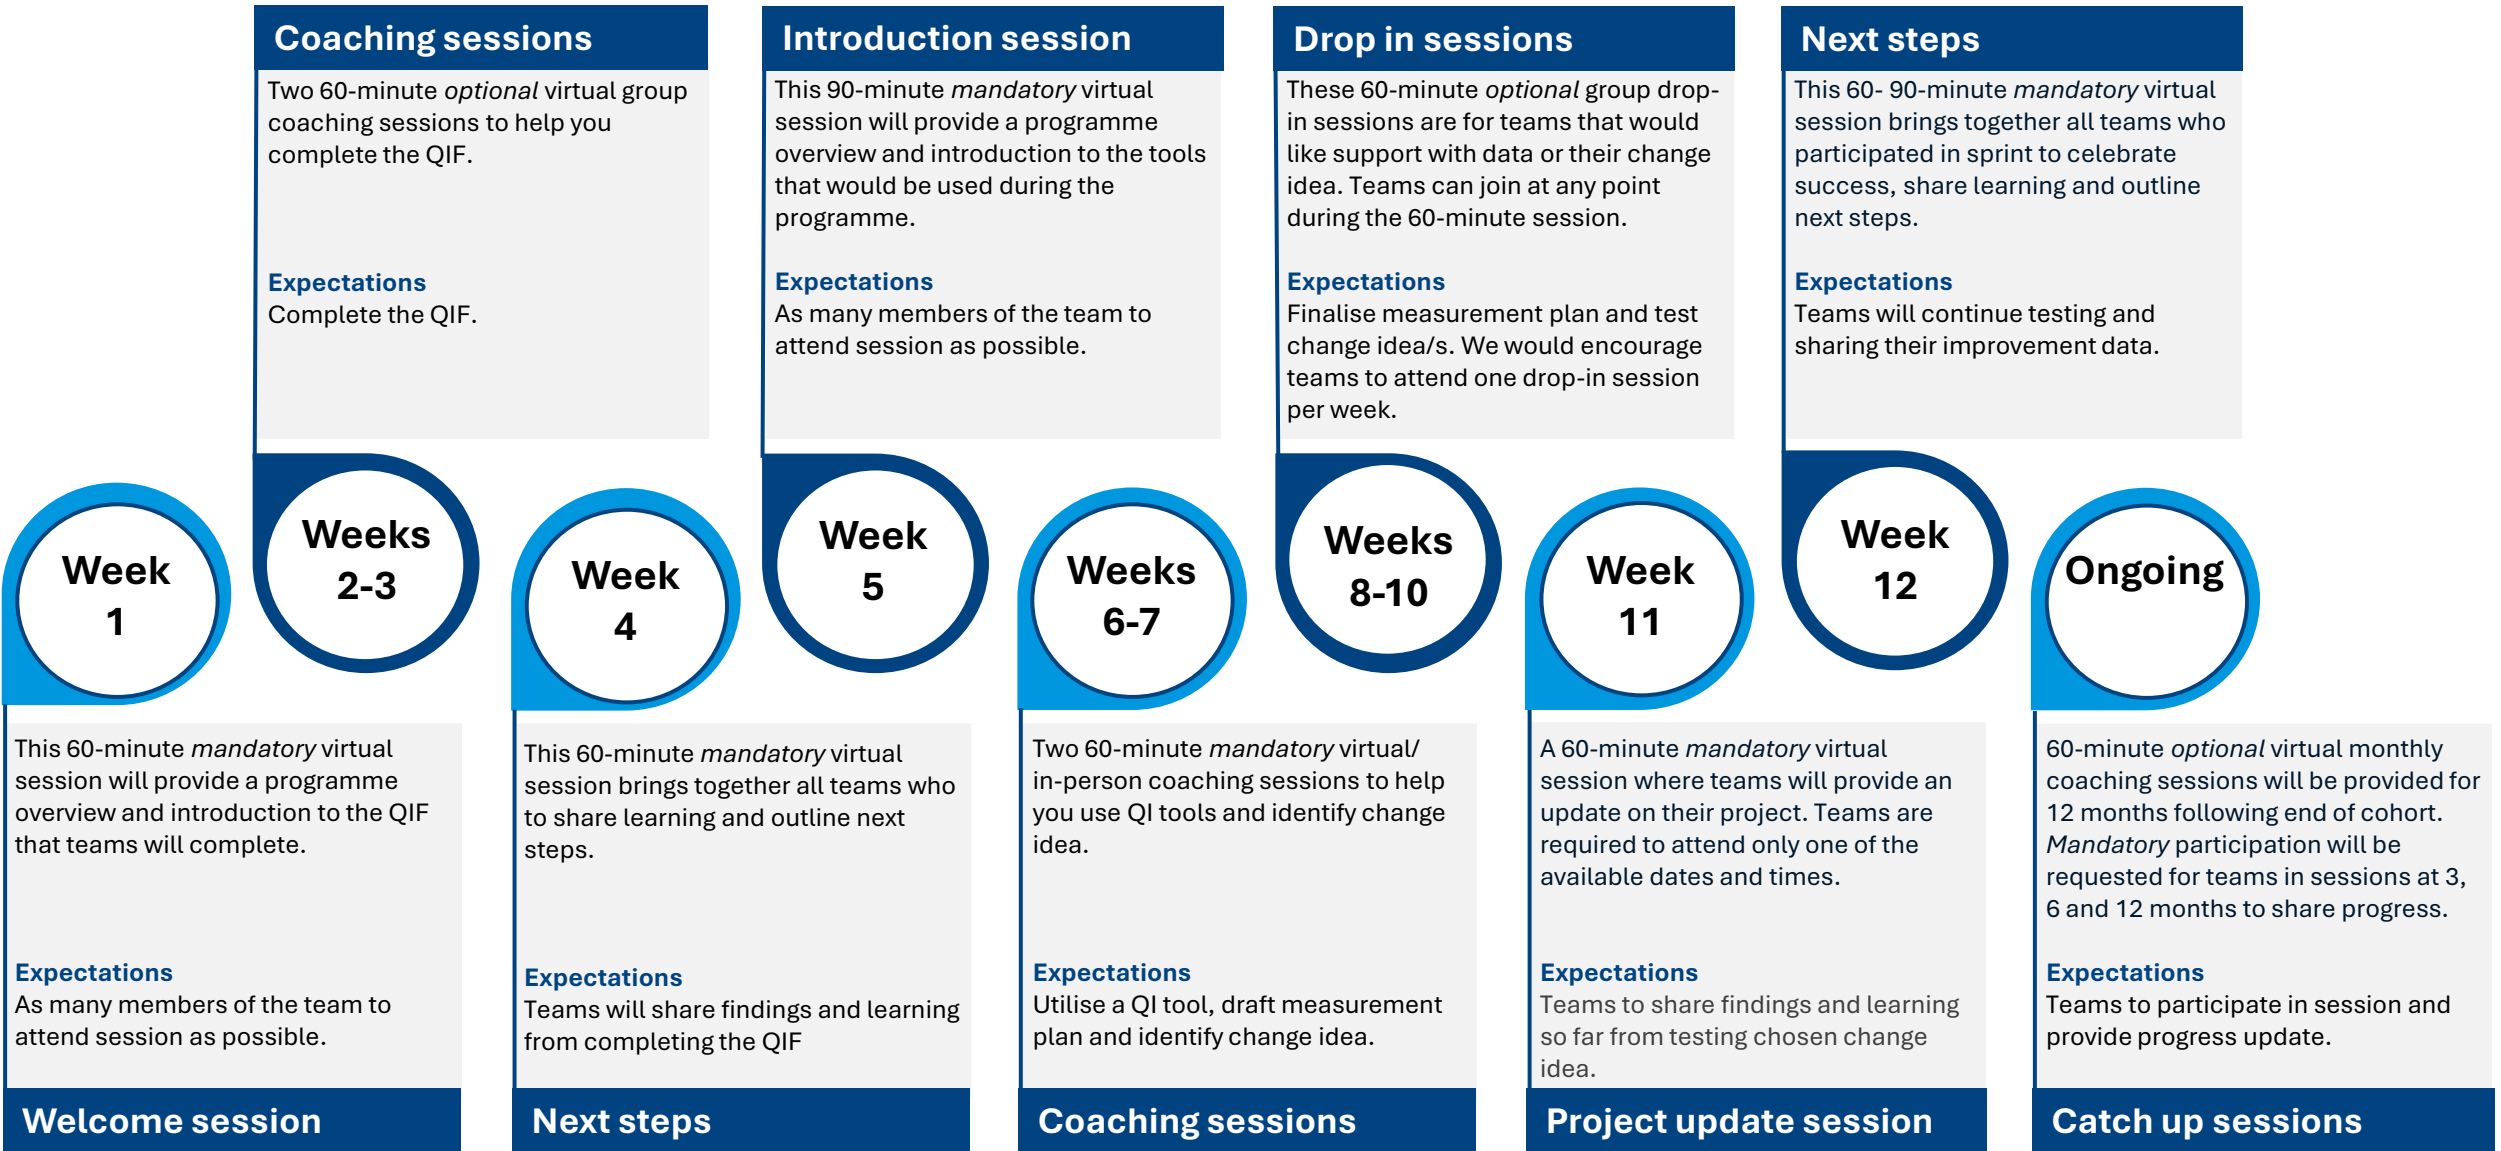 Coaching sessions
Two 60-minute optional virtual group
coaching sessions to help you
complete the QIF.
Expectations
Complete the QIF.
Introduction session
This 90-minute mandatory virtual
session will provide a programme
overview and introduction to the tools
that would be used during the
programme.
Expectations
As many members of the team to
attend session as possible.
Drop in sessions
These 60-minute optional group drop-
in sessions are for teams that would
like support with data or their change
idea. Teams can join at any point
during the 60-minute session.
Expectations
Finalise measurement plan and test
change idea/s. We would encourage
teams to attend one drop-in session
per week.
Next steps
This 60- 90-minute mandatory virtual
session brings together all teams who
participated in sprint to celebrate
success, share learning and outline
next steps.
Expectations
Teams will continue testing and
sharing their improvement data.
Week
1
Weeks
2-3
Week
4
Week
5
Weeks
6-7
Weeks
8-10
Week
11
Week
12
Ongoing
This 60-minute mandatory virtual
session will provide a programme
overview and introduction to the QIF
that teams will complete.
Expectations
As many members of the team to
attend session as possible.
Welcome session
This 60-minute mandatory virtual
session brings together all teams who
to share learning and outline next
steps.
Expectations
Teams will share findings and learning
from completing the QIF
Next steps
Two 60-minute mandatory virtual/
in-person coaching sessions to help
you use QI tools and identify change
idea.
Expectations
Utilise a QI tool, draft measurement
plan and identify change idea.
Coaching sessions
A 60-minute mandatory virtual
session where teams will provide an
update on their project. Teams are
required to attend only one of the
available dates and times.
Expectations
Teams to share findings and learning
so far from testing chosen change
idea.
Project update session
60-minute optional virtual monthly
coaching sessions will be provided for
12 months following end of cohort.
Mandatory participation will be
requested for teams in sessions at 3,
6 and 12 months to share progress.
Expectations
Teams to participate in session and
provide progress update.
Catch up sessions